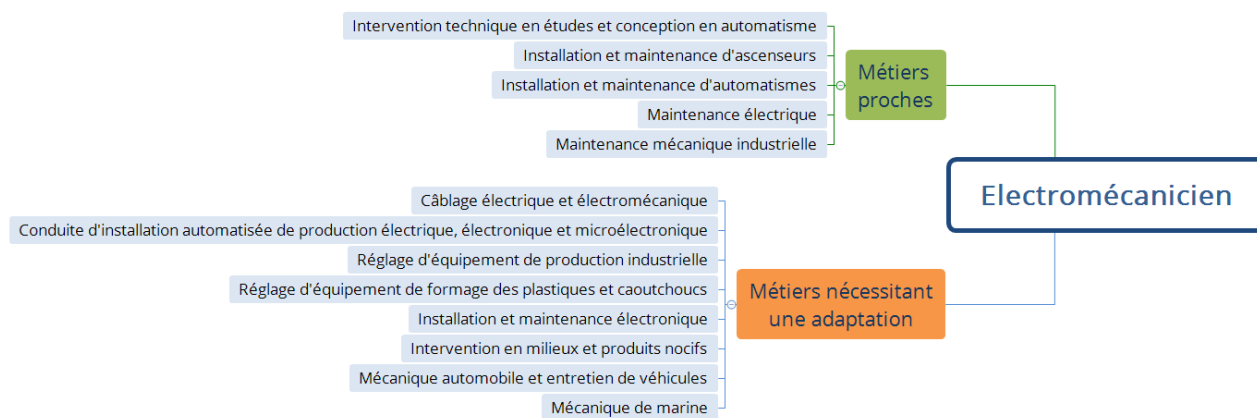 Intervention technique en études et conception en automatisme
Installation et maintenance d'ascenseurs
Installation et maintenance d'automatismes
Maintenance électrique
Maintenance mécanique industrielle
Métiers
proches
Electromécanicien
Câblage électrique et électromécanique
Conduite d'installation automatisée de production électrique, électronique et microélectronique
Réglage d'équipement de production industrielle
Réglage d'équipement de formage des plastiques et caoutchoucs
Installation et maintenance électronique
Intervention en milieux et produits nocifs
Mécanique automobile et entretien de véhicules
Mécanique de marine
Métiers nécessitant
une adaptation